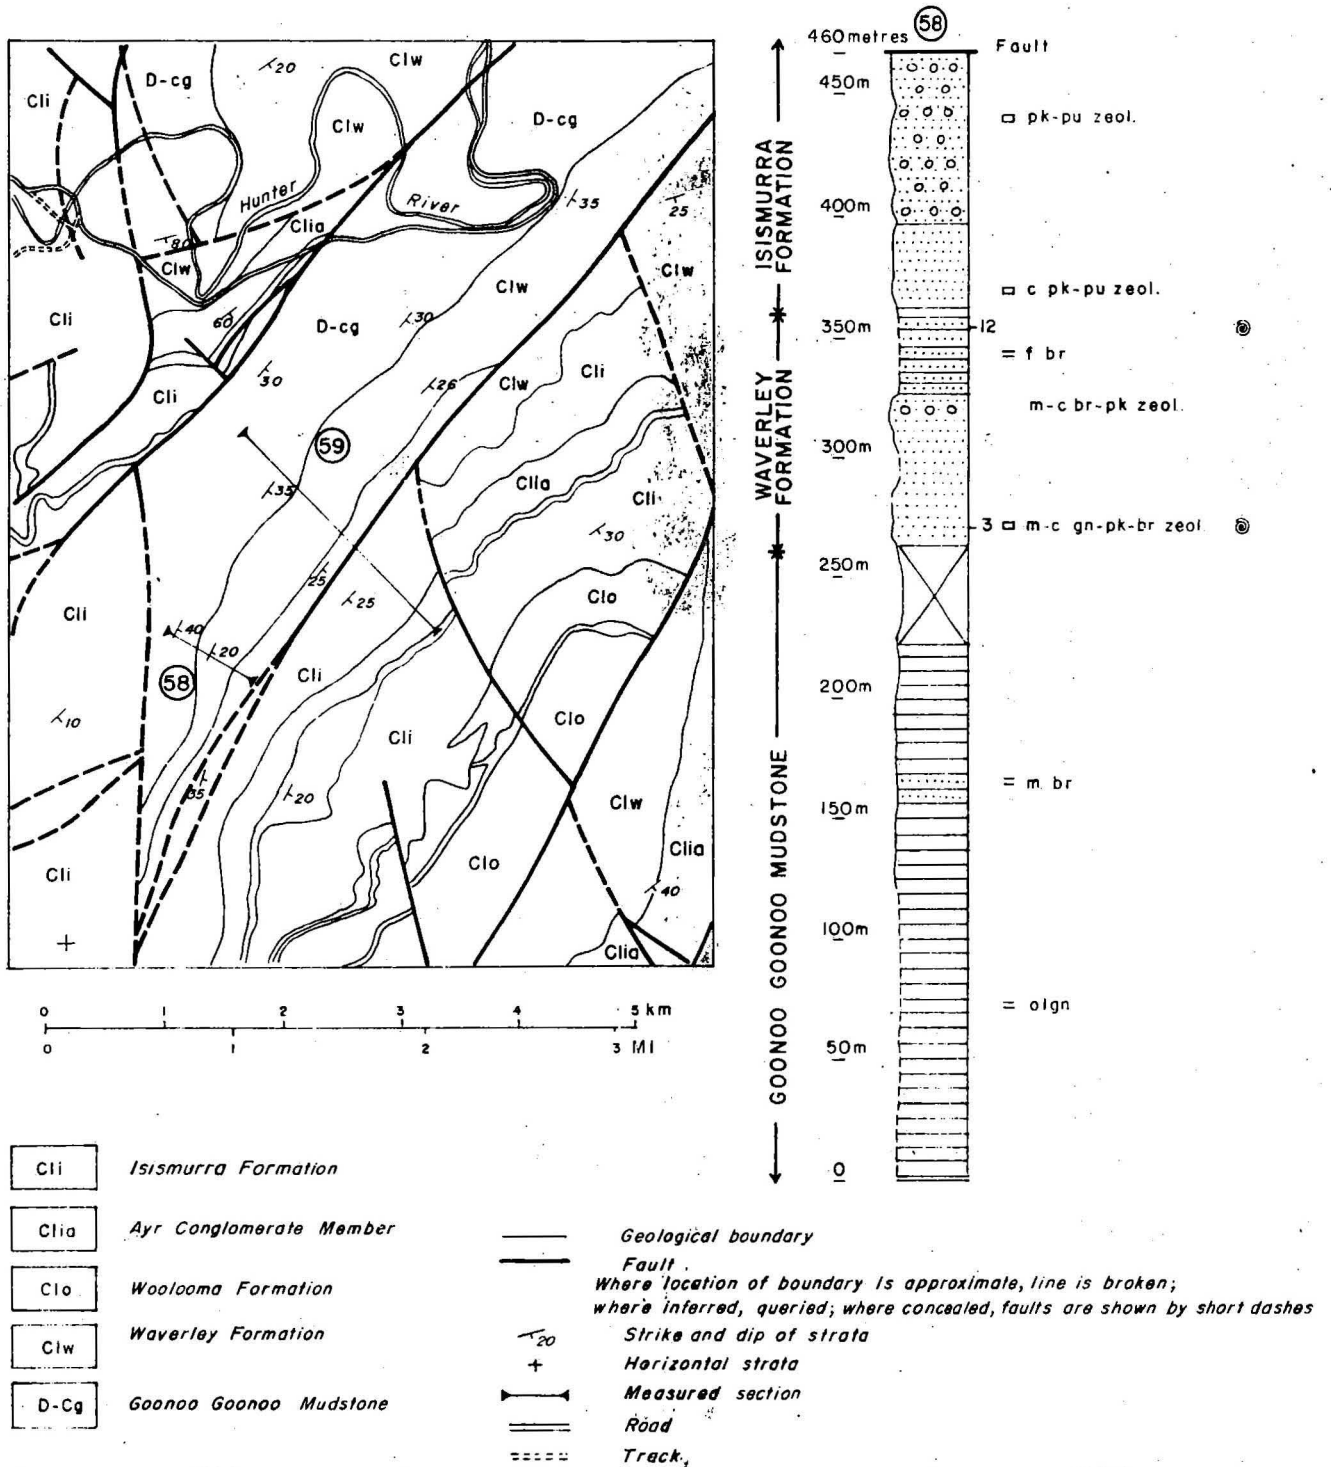 D-cg
Clw
20
Cli
Clw
D-cg
Hunter
River
35
25
80
Clia
Clw
Clw
Clw
Cli
60
D-cg
30
30
Cli
26
Clw
Cli
59
35
Clia
Cli
30
25
25
Clo
Cli
40
20
58
Cli
10
Clo
Cli
35
20
Clw
Clo
Clia
Cli
40
Clia
0 1 2 3 4 5 km
0 1 2 3 MI
58
460 metres
Fault
450m
pk-pu zeol.
400m
c pk-pu zeol.
350m
12
= f br
m-c br-pk zeol.
300m
3
m-c gn-pk-br zeol
250m
200m
= m br
150m
100m
= olgn
50m
0
ISISMURRA
FORMATION
WAVERLEY
FORMATION
GOONOO GOONOO MUDSTONE
Cli Isismurra Formation
Clia Ayr Conglomerate Member
Clo Woolooma Formation
Clw Waverley Formation
D-Cg Goonoo Goonoo Mudstone
Geological boundary
Fault.
Where location of boundary is approximate, line is broken;
where inferred, queried; where concealed, faults are shown by short dashes
20 Strike and dip of strata
+ Horizontal strata
Measured section
Road
Track,